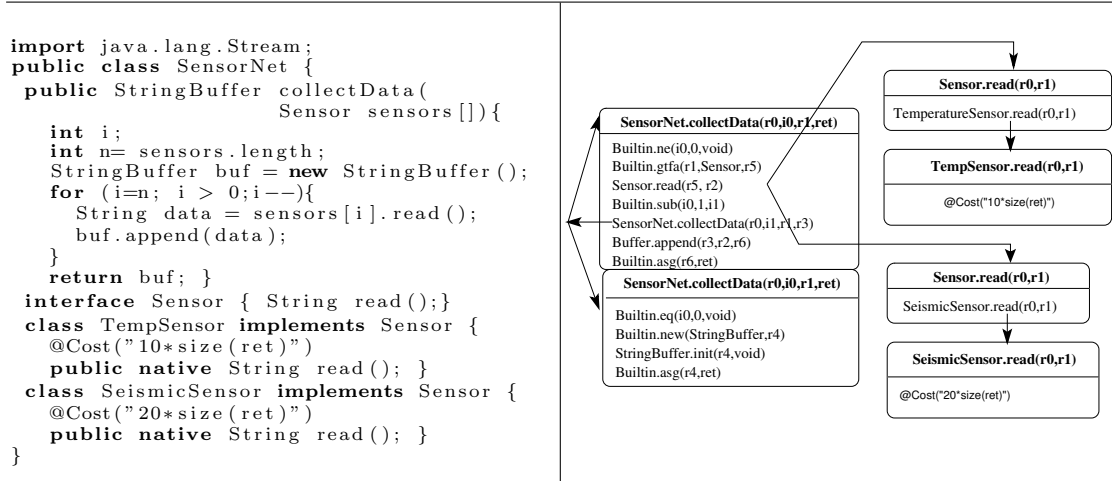 import java.lang.Stream;
public class SensorNet {
public StringBuffer collectData(
Sensor sensors[]){
int i;
int n= sensors.length;
StringBuffer buf = new StringBuffer();
for (i=n; i > 0;i--){
String data = sensors[i].read();
buf.append(data);
}
return buf; }
interface Sensor { String read();}
class TempSensor implements Sensor {
@Cost("10*size(ret)")
public native String read(); }
class SeismicSensor implements Sensor {
@Cost("20*size(ret)")
public native String read(); }
}
SensorNet.collectData(r0,i0,r1,ret)
Builtin.ne(i0,0,void)
Builtin.gtfa(r1,Sensor,r5)
Sensor.read(r5, r2)
Builtin.sub(i0,1,i1)
SensorNet.collectData(r0,i1,r1,r3)
Buffer.append(r3,r2,r6)
Builtin.asg(r6,ret)
SensorNet.collectData(r0,i0,r1,ret)
Builtin.eq(i0,0,void)
Builtin.new(StringBuffer,r4)
StringBuffer.init(r4,void)
Builtin.asg(r4,ret)
Sensor.read(r0,r1)
TemperatureSensor.read(r0,r1)
TempSensor.read(r0,r1)
@Cost("10*size(ret)")
Sensor.read(r0,r1)
SeismicSensor.read(r0,r1)
SeismicSensor.read(r0,r1)
@Cost("20*size(ret)")